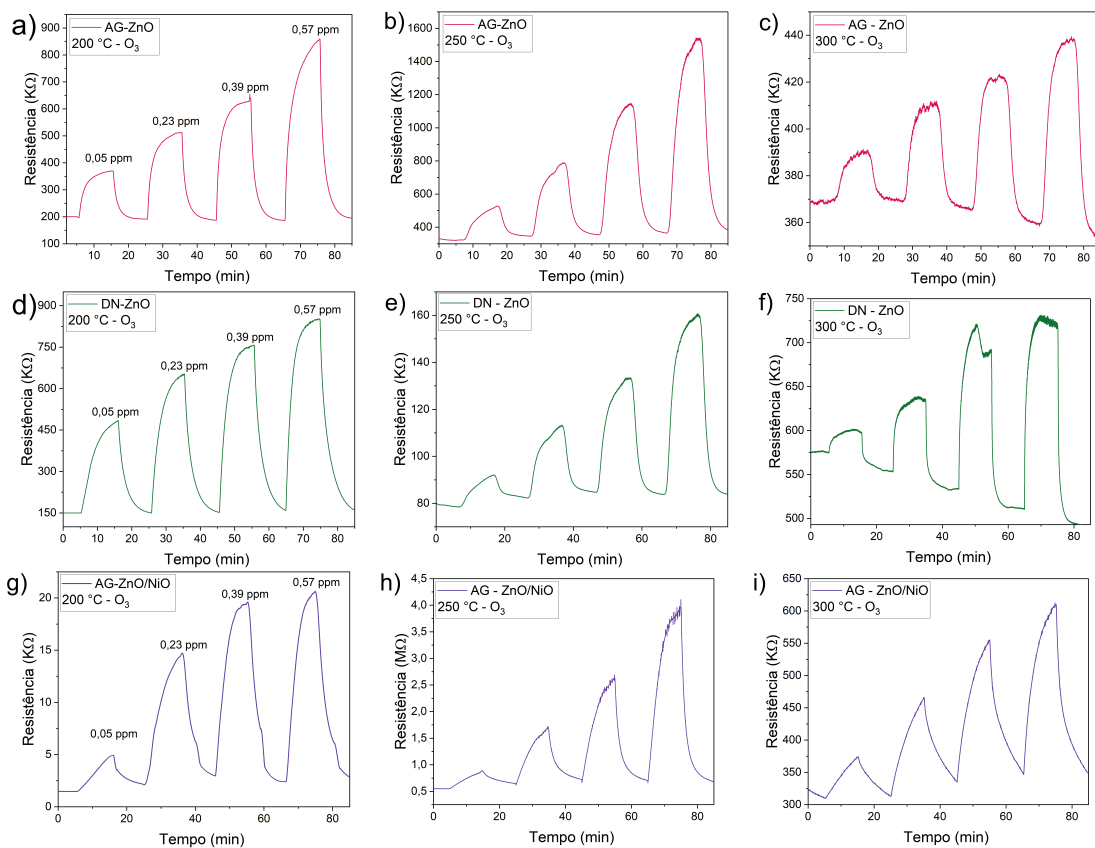 a)
AG-ZnO
200 °C - O₃
0,05 ppm
0,23 ppm
0,39 ppm
0,57 ppm
900
800
700
600
500
400
300
200
100
Resistência (KΩ)
10 20 30 40 50 60 70 80
Tempo (min)
b)
AG-ZnO
250 °C - O₃
1600
1400
1200
1000
800
600
400
Resistência (KΩ)
0 10 20 30 40 50 60 70 80
Tempo (min)
c)
AG - ZnO
300 °C - O₃
440
420
400
380
360
Resistência (KΩ)
0 10 20 30 40 50 60 70 80
Tempo (min)
d)
DN-ZnO
200 °C - O₃
0,05 ppm
0,23 ppm
0,39 ppm
0,57 ppm
900
750
600
450
300
150
Resistência (KΩ)
0 10 20 30 40 50 60 70 80
Tempo (min)
e)
DN - ZnO
250 °C - O₃
160
140
120
100
80
Resistência (KΩ)
0 10 20 30 40 50 60 70 80
Tempo (min)
f)
DN - ZnO
300 °C - O₃
750
700
650
600
550
500
Resistência (KΩ)
0 20 40 60 80
Tempo (min)
g)
AG-ZnO/NiO
200 °C - O₃
0,05 ppm
0,23 ppm
0,39 ppm
0,57 ppm
20
15
10
5
0
Resistência (KΩ)
0 20 40 60 80
Tempo (min)
h)
AG - ZnO/NiO
250 °C - O₃
4,5
4,0
3,5
3,0
2,5
2,0
1,5
1,0
0,5
0,0
Resistência (MΩ)
0 20 40 60 80
Tempo (min)
i)
AG - ZnO/NiO
300 °C - O₃
650
600
550
500
450
400
350
300
Resistência (KΩ)
0 20 40 60 80
Tempo (min)